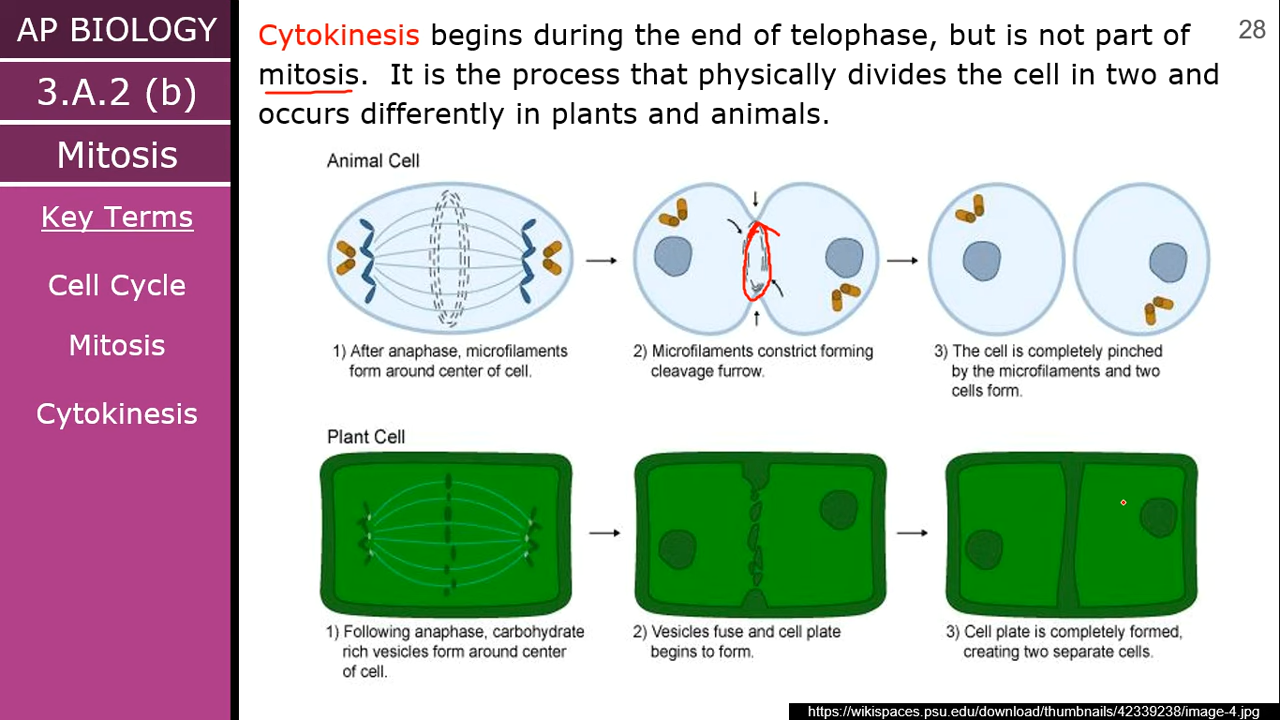 AP BIOLOGY
3.A.2 (b)
Mitosis
Key Terms
Cell Cycle
Mitosis
Cytokinesis
28
Cytokinesis begins during the end of telophase, but is not part of
mitosis. It is the process that physically divides the cell in two and
occurs differently in plants and animals.
Animal Cell
1) After anaphase, microfilaments
form around center of cell.
2) Microfilaments constrict forming
cleavage furrow.
3) The cell is completely pinched
by the microfilaments and two
cells form.
Plant Cell
1) Following anaphase, carbohydrate
rich vesicles form around center
of cell.
2) Vesicles fuse and cell plate
begins to form.
3) Cell plate is completely formed,
creating two separate cells.
https://wikispaces.psu.edu/download/thumbnails/42339238/image-4.jpg